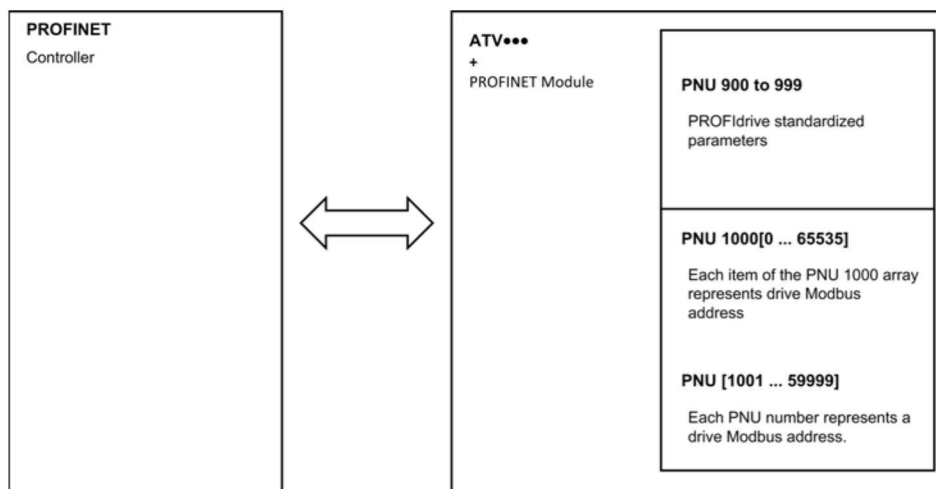 PROFINET
Controller
ATV•••
+
PROFINET Module
PNU 900 to 999
PROFIdrive standardized
parameters
PNU 1000[0 ... 65535]
Each item of the PNU 1000 array
represents drive Modbus
address
PNU [1001 ... 59999]
Each PNU number represents a
drive Modbus address.